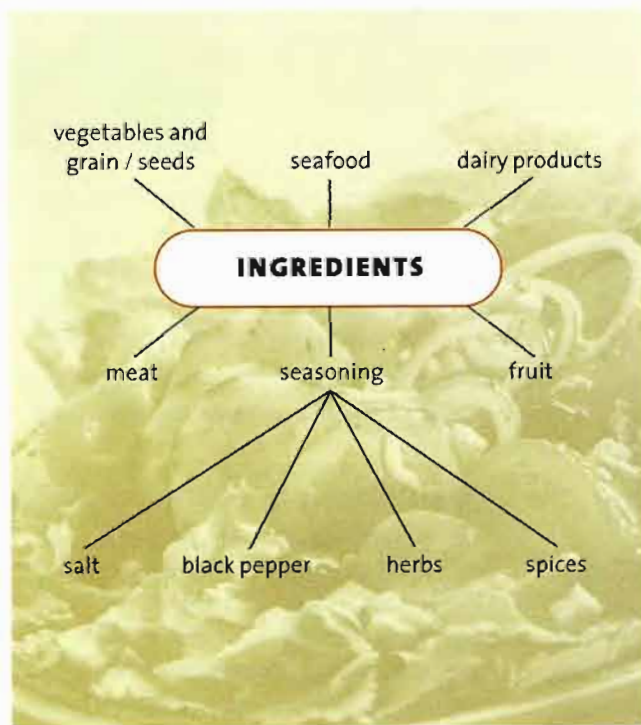 vegetables and
grain / seeds
seafood
dairy products
INGREDIENTS
meat
seasoning
fruit
salt
black pepper
herbs
spices